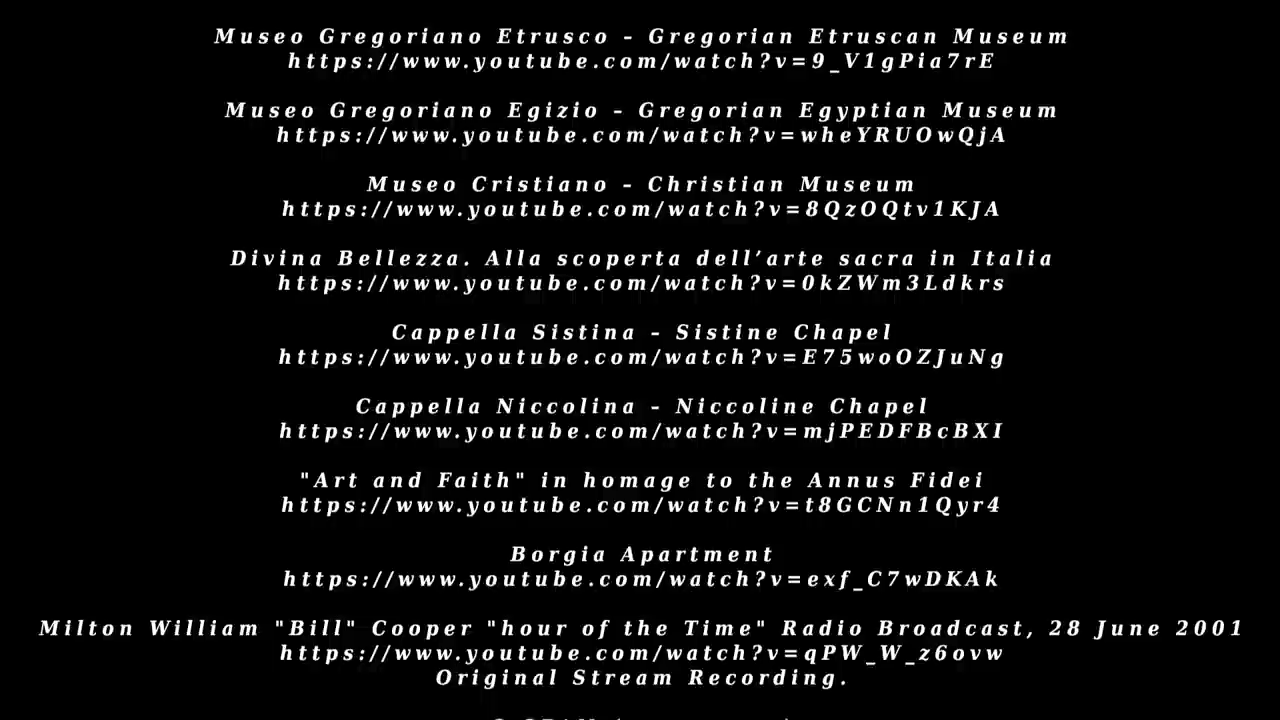 Museo Gregoriano Etrusco – Gregorian Etruscan Museum
https://www.youtube.com/watch?v=9_V1gPia7rE
Museo Gregoriano Egizio – Gregorian Egyptian Museum
https://www.youtube.com/watch?v=wheYRUOwQjA
Museo Cristiano – Christian Museum
https://www.youtube.com/watch?v=8QzOQtv1KJA
Divina Bellezza. Alla scoperta dell’arte sacra in Italia
https://www.youtube.com/watch?v=0kZWm3Ldkrs
Cappella Sistina – Sistine Chapel
https://www.youtube.com/watch?v=E75woOZJuNg
Cappella Niccolina – Niccoline Chapel
https://www.youtube.com/watch?v=mjPEDFBcBXI
"Art and Faith" in homage to the Annus Fidei
https://www.youtube.com/watch?v=t8GCNn1Qyr4
Borgia Apartment
https://www.youtube.com/watch?v=exf_C7wDKAk
Milton William "Bill" Cooper "hour of the Time" Radio Broadcast, 28 June 2001
https://www.youtube.com/watch?v=qPW_W_z6ovw
Original Stream Recording.